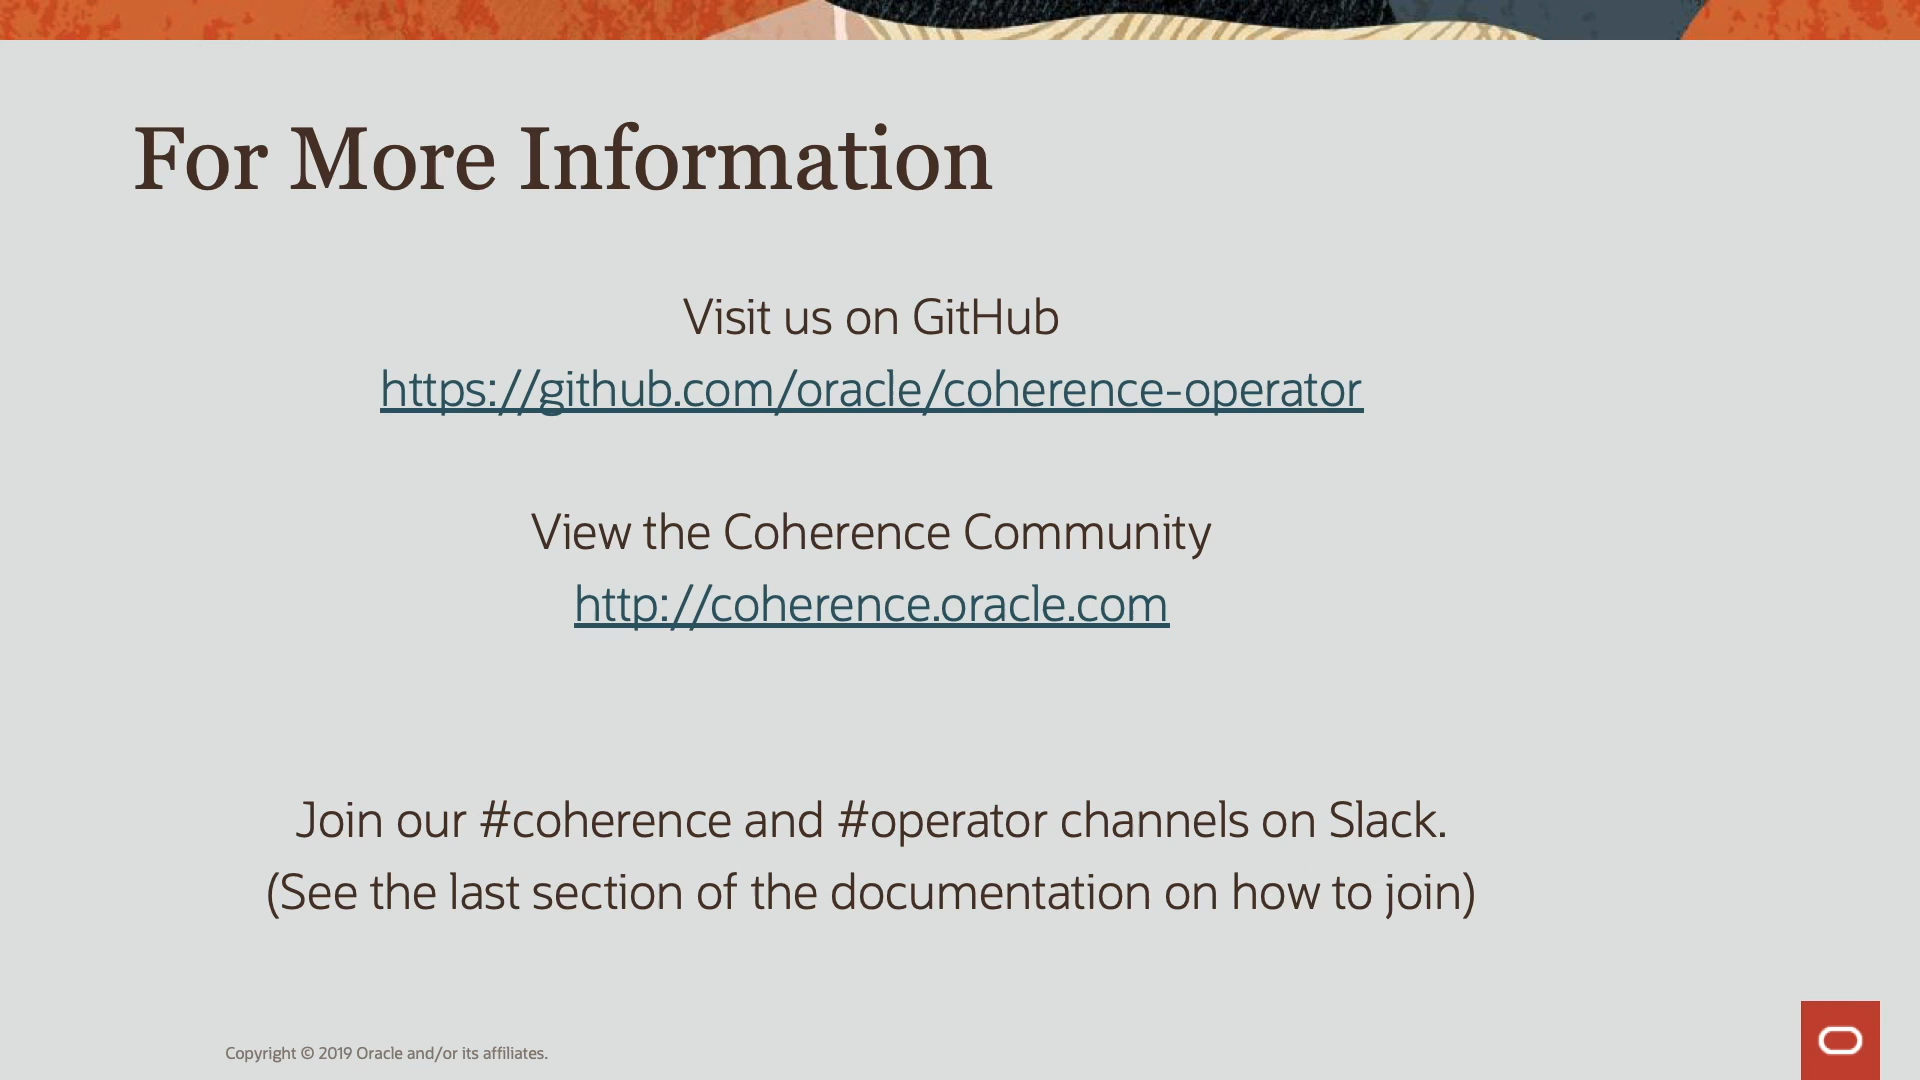 For More Information
Visit us on GitHub
https://github.com/oracle/coherence-operator
View the Coherence Community
http://coherence.oracle.com
Join our #coherence and #operator channels on Slack.
(See the last section of the documentation on how to join)
Copyright © 2019 Oracle and/or its affiliates.